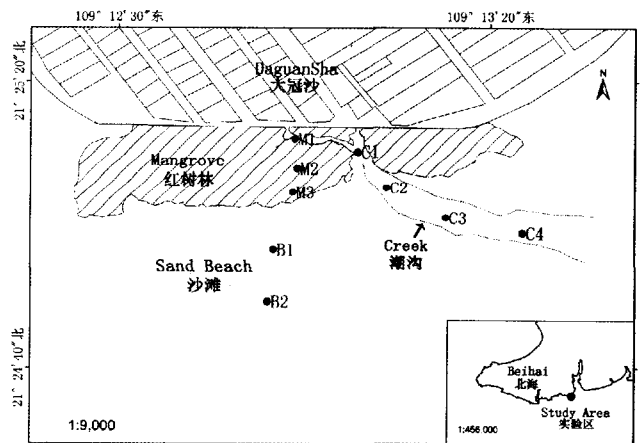 109° 12'30"东
109° 13'20"东
21° 25'20"北
DaguanSha
大冠沙
N
M1
C1
Mangrove
红树林
M2
M3
C2
C3
C4
Creek
潮沟
B1
Sand Beach
沙滩
B2
21° 24'40"北
Beihai
北海
Study Area
实验区
1:9,000
1:456,000